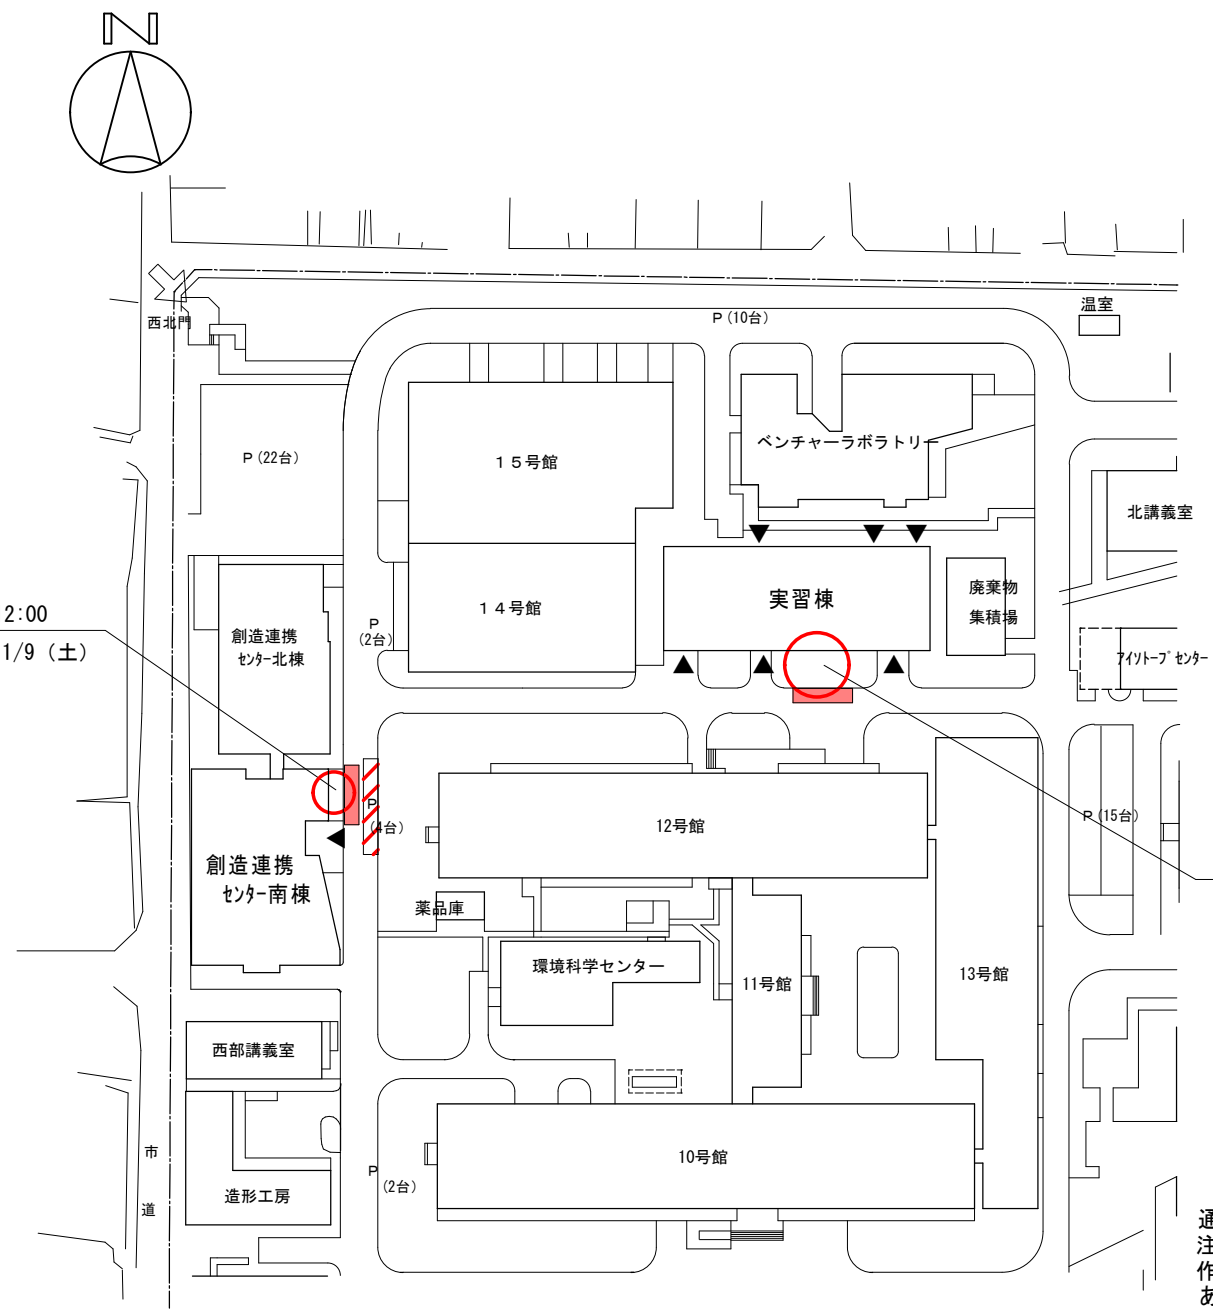 N
温室
P(10台)
西北門
ベンチャーラボラトリー
P(22台)
15号館
北講義室
廃棄物
集積場
実習棟
14号館
2:00
1/9（土）
創造連携
センター北棟
P
(2台)
アイソトープセンター
P
(4台)
12号館
P(15台)
創造連携
センター南棟
薬品庫
環境科学センター
11号館
13号館
西部講義室
市
道
10号館
P
(2台)
造形工房
通
注
作
あ